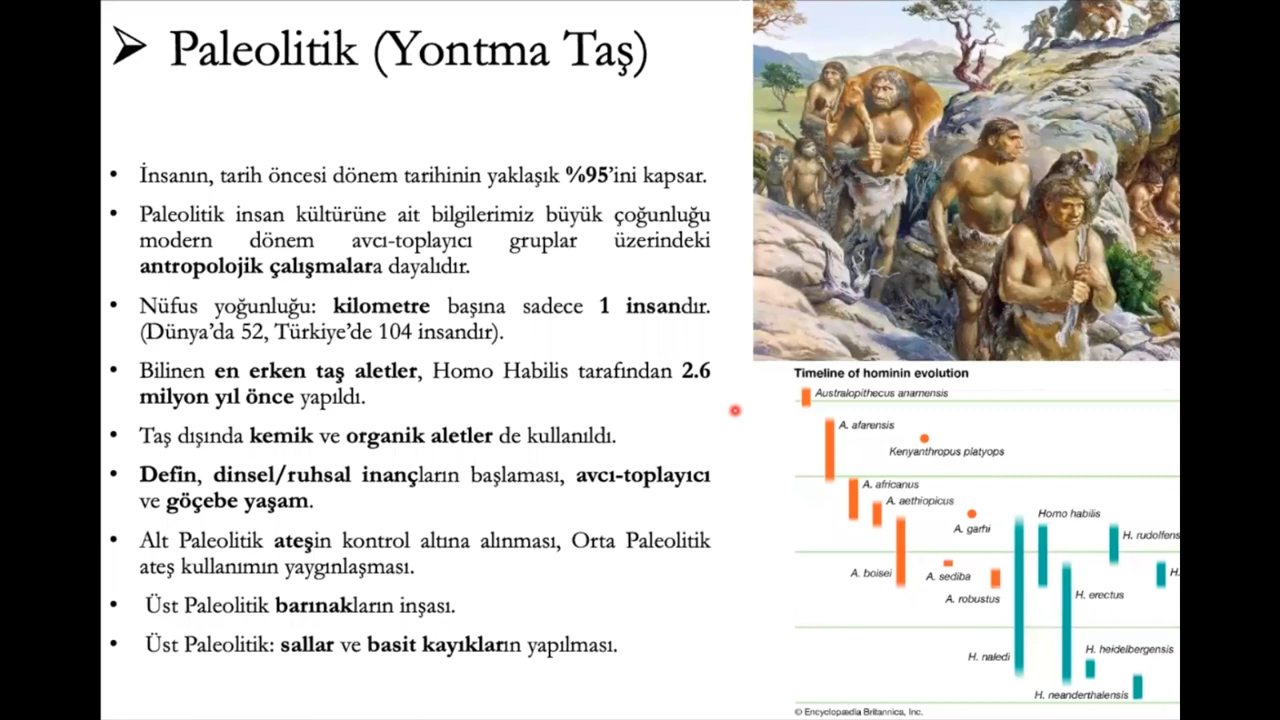 Paleolitik (Yontma Taş)
• İnsanın, tarih öncesi dönem tarihinin yaklaşık %95'ini kapsar.
• Paleolitik insan kültürüne ait bilgilerimiz büyük çoğunluğu
modern dönem avcı-toplayıcı gruplar üzerindeki
antropolojik çalışmalara dayalıdır.
• Nüfus yoğunluğu: kilometre başına sadece 1 insandır.
(Dünya'da 52, Türkiye'de 104 insandır).
• Bilinen en erken taş aletler, Homo Habilis tarafından 2.6
milyon yıl önce yapıldı.
• Taş dışında kemik ve organik aletler de kullanıldı.
• Defin, dinsel/ruhsal inançların başlaması, avcı-toplayıcı
ve göçebe yaşam.
• Alt Paleolitik ateşin kontrol altına alınması, Orta Paleolitik
ateş kullanımın yaygınlaşması.
• Üst Paleolitik barınakların inşası.
• Üst Paleolitik: sallar ve basit kayıkların yapılması.
Timeline of hominin evolution
Australopithecus anamensis
A. afarensis
Kenyanthropus platyops
A. africanus
A. aethiopicus
Homo habilis
A. garhi
H. rudolfens
A. boisei
A. sediba
H.
A. robustus
H. erectus
H. heidelbergensis
H. naledi
H. neanderthalensis
© Encyclopædia Britannica, Inc.